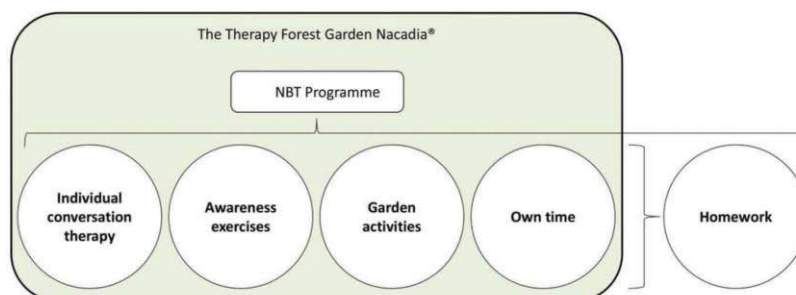 The Therapy Forest Garden Nacadia®
NBT Programme
Individual
conversation
therapy
Awareness
exercises
Garden
activities
Own time
Homework